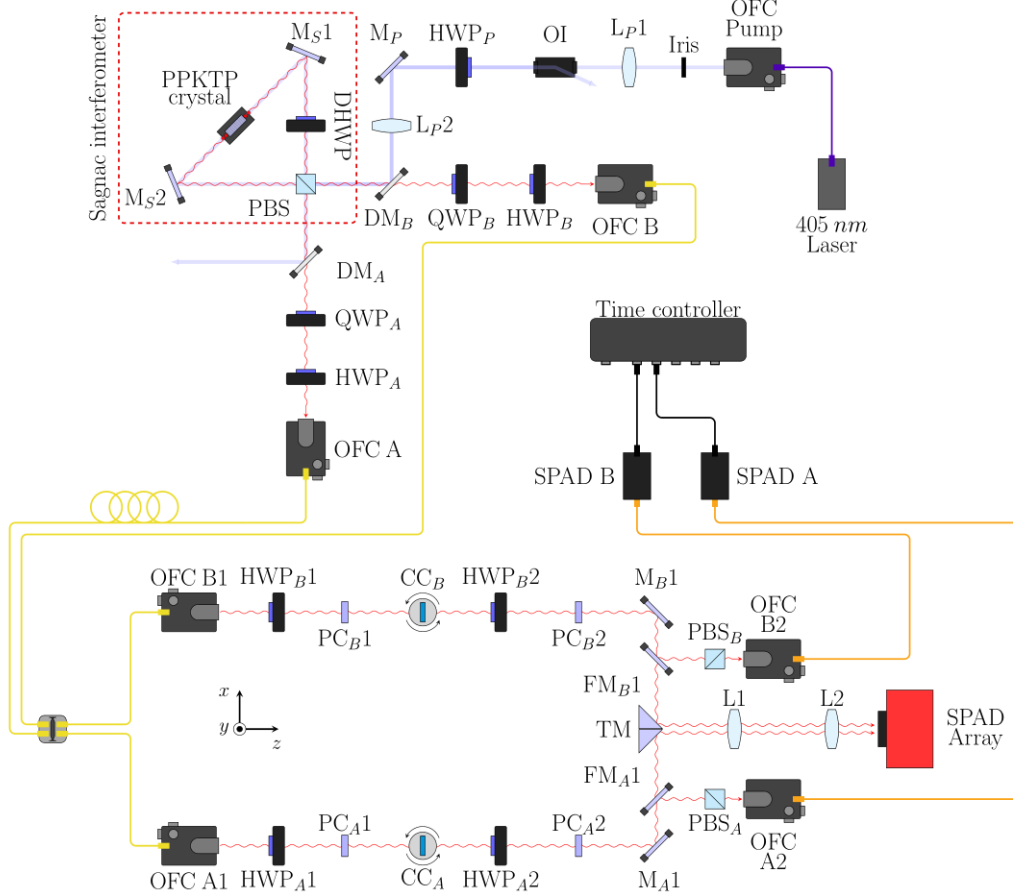 OFC
Pump
M_P
HWP_P
OI
L_P1
Iris
M_S1
PPKTP
crystal
DHWP
Sagnac interferometer
L_P2
M_S2
PBS
DM_B
QWP_B
HWP_B
OFC B
405 nm
Laser
DM_A
QWP_A
HWP_A
OFC A
Time controller
SPAD B
SPAD A
OFC B1
HWP_B1
PC_B1
CC_B
HWP_B2
PC_B2
M_B1
PBS_B
OFC
B2
FM_B1
x
y
z
TM
L1
L2
SPAD
Array
FM_A1
PBS_A
OFC
A2
OFC A1
HWP_A1
PC_A1
CC_A
HWP_A2
PC_A2
M_A1